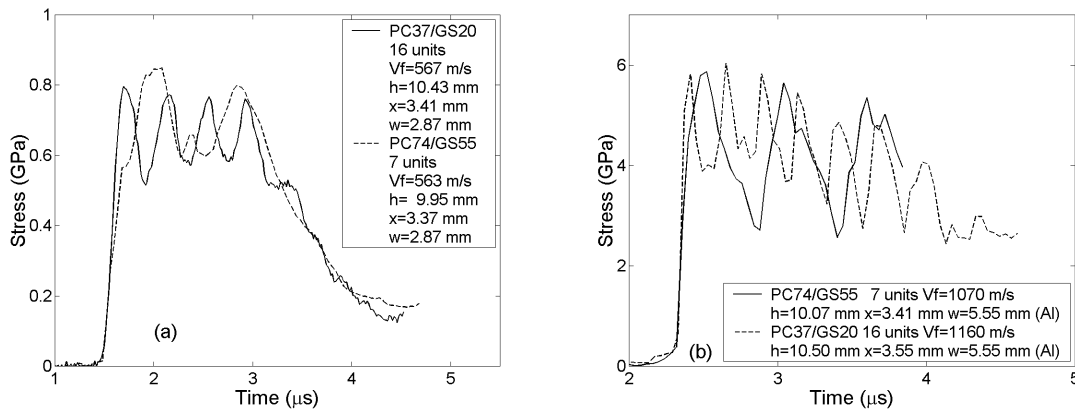 1
0.8
0.6
0.4
0.2
0
Stress (GPa)
1
2
3
4
5
Time (μs)
(a)
PC37/GS20
16 units
Vf=567 m/s
h=10.43 mm
x=3.41 mm
w=2.87 mm
PC74/GS55
7 units
Vf=563 m/s
h= 9.95 mm
x=3.37 mm
w=2.87 mm
6
4
2
0
Stress (GPa)
2
3
4
5
Time (μs)
(b)
PC74/GS55 7 units Vf=1070 m/s
h=10.07 mm x=3.41 mm w=5.55 mm (Al)
PC37/GS20 16 units Vf=1160 m/s
h=10.50 mm x=3.55 mm w=5.55 mm (Al)